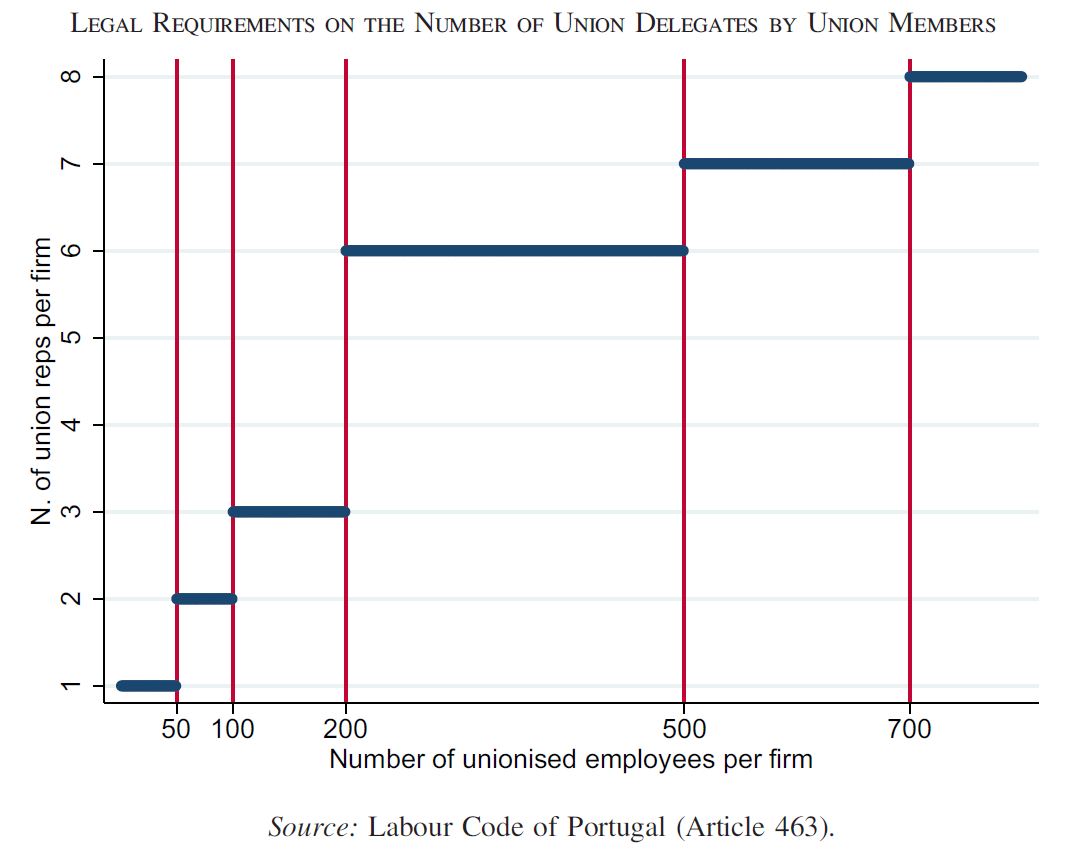 Legal Requirements on the Number of Union Delegates by Union Members
8
7
6
5
4
3
2
1
N. of union reps per firm
50 100 200 500 700
Number of unionised employees per firm
Source: Labour Code of Portugal (Article 463).